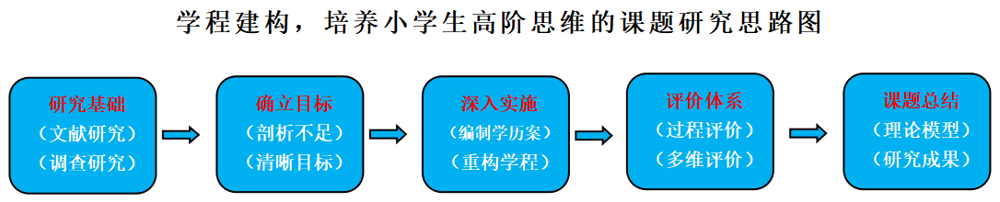 学程建构，培养小学生高阶思维的课题研究思路图
研究基础
（文献研究）
（调查研究）
确立目标
（剖析不足）
（清晰目标）
深入实施
（编制学历案）
（重构学程）
评价体系
（过程评价）
（多维评价）
课题总结
（理论模型）
（研究成果）